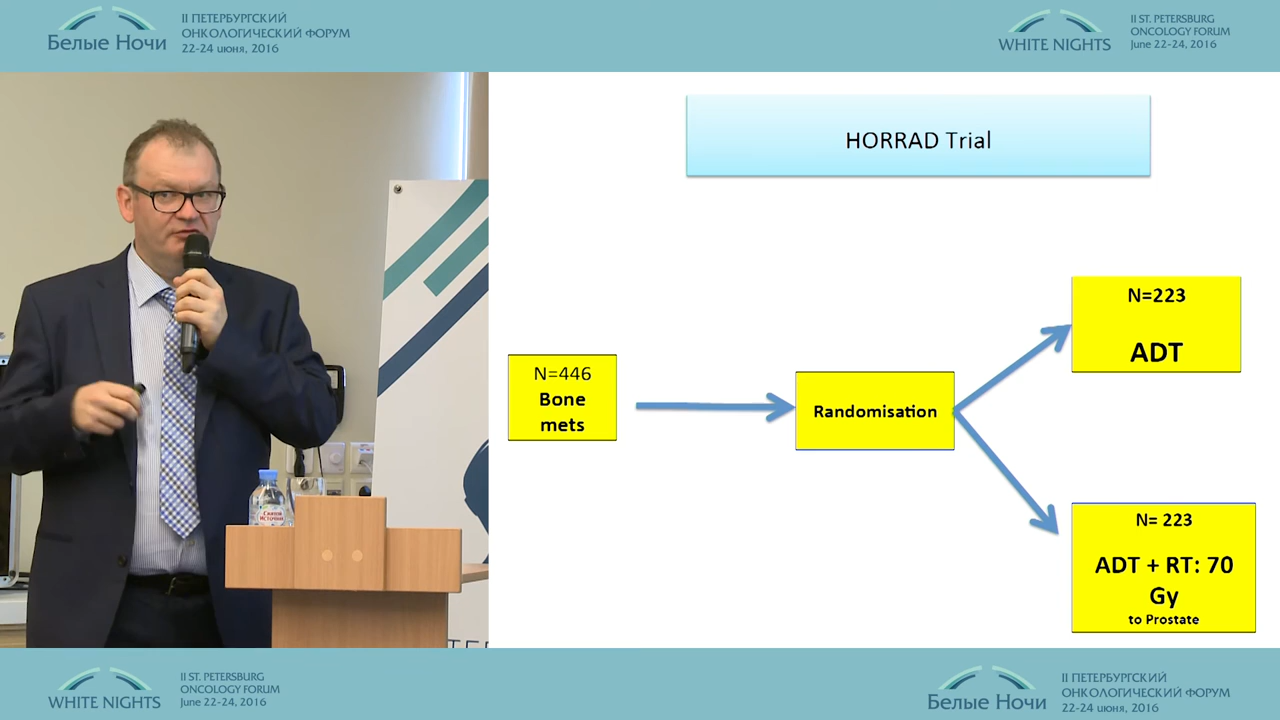 Белые Ночи
II ПЕТЕРБУРГСКИЙ
ОНКОЛОГИЧЕСКИЙ ФОРУМ
22-24 июня, 2016
WHITE NIGHTS
II ST. PETERSBURG
ONCOLOGY FORUM
June 22-24, 2016
HORRAD Trial
N=446
Bone
mets
Randomisation
N=223
ADT
N= 223
ADT + RT: 70
Gy
to Prostate
Святой
Источник
WHITE NIGHTS
II ST. PETERSBURG
ONCOLOGY FORUM
June 22-24, 2016
Белые Ночи
II ПЕТЕРБУРГСКИЙ
ОНКОЛОГИЧЕСКИЙ ФОРУМ
22-24 июня, 2016